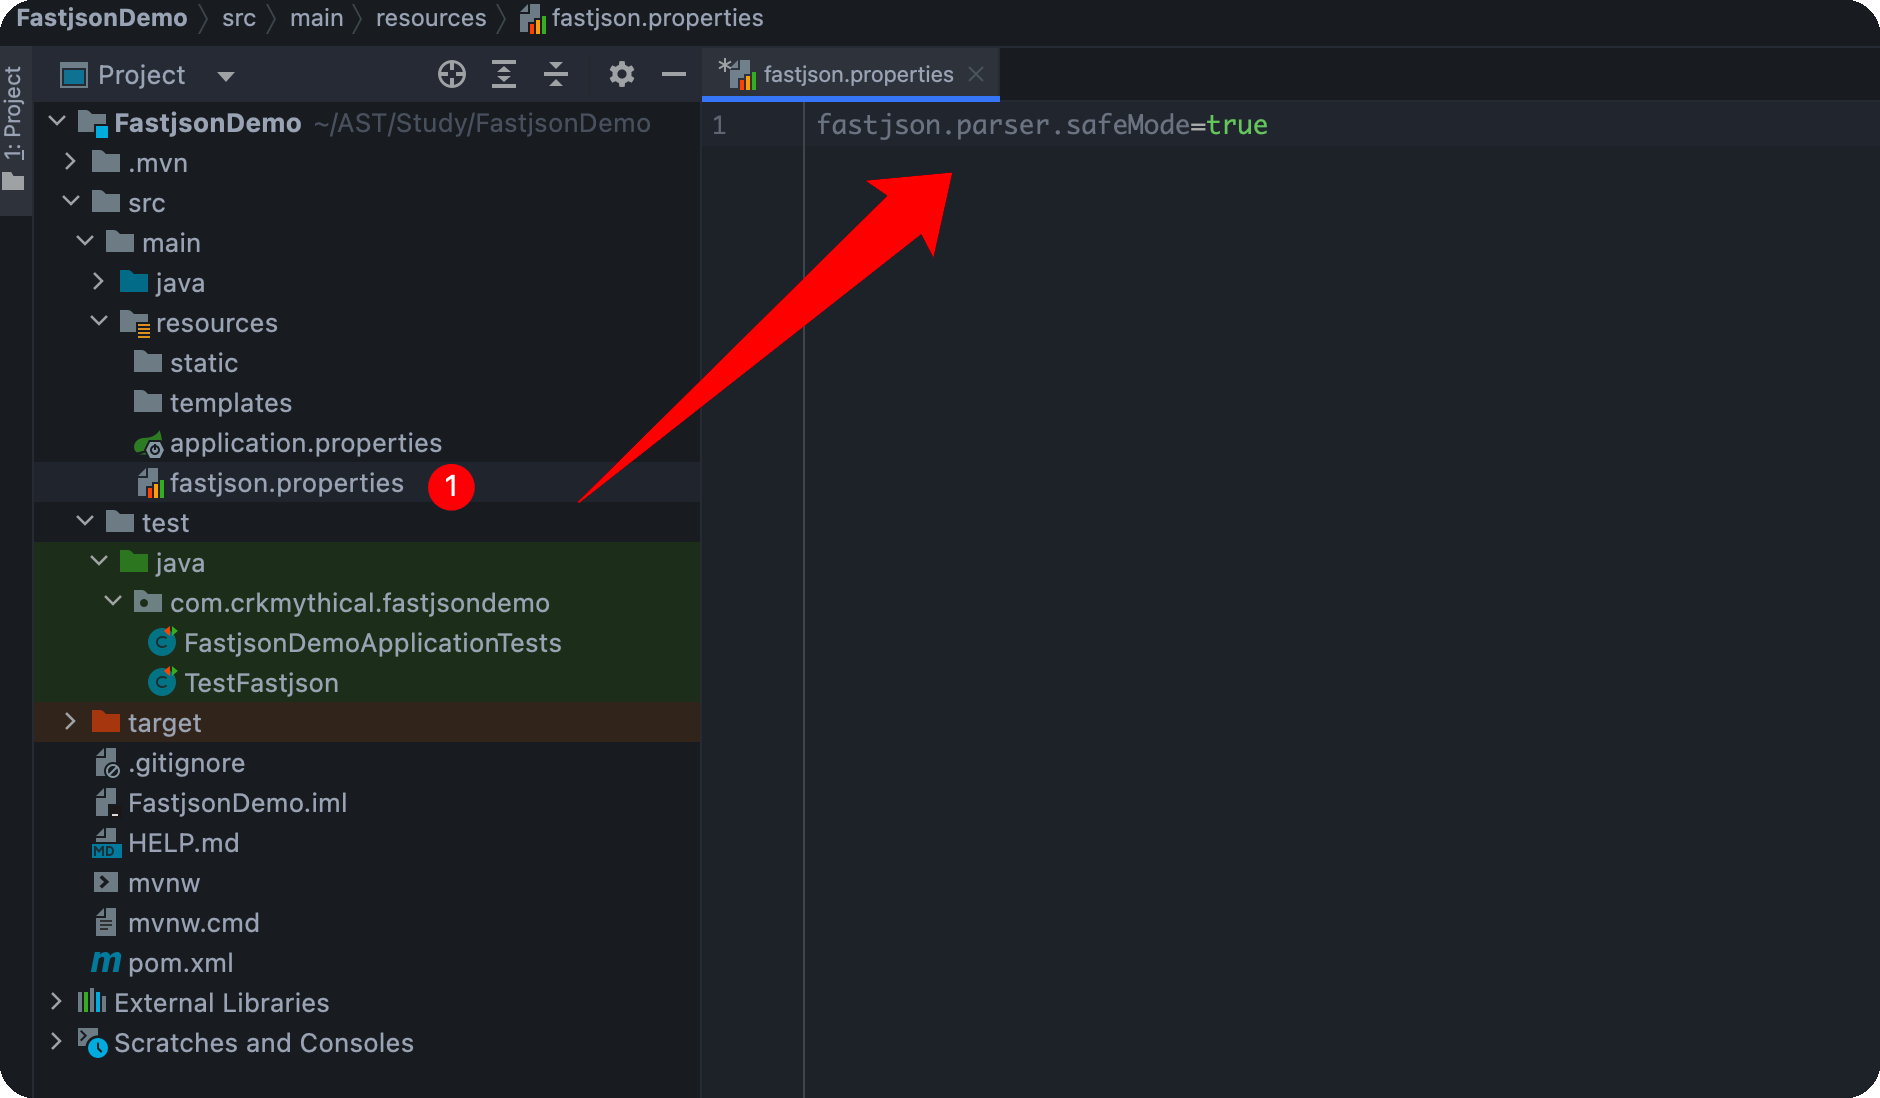 FastjsonDemo src main resources fastjson.properties
1: Project
Project
fastjson.properties
FastjsonDemo ~/AST/Study/FastjsonDemo
.mvn
src
main
java
resources
static
templates
application.properties
fastjson.properties 1
test
java
com.crkmythical.fastjsondemo
FastjsonDemoApplicationTests
TestFastjson
target
.gitignore
FastjsonDemo.iml
HELP.md
mvnw
mvnw.cmd
pom.xml
External Libraries
Scratches and Consoles
1 fastjson.parser.safeMode=true